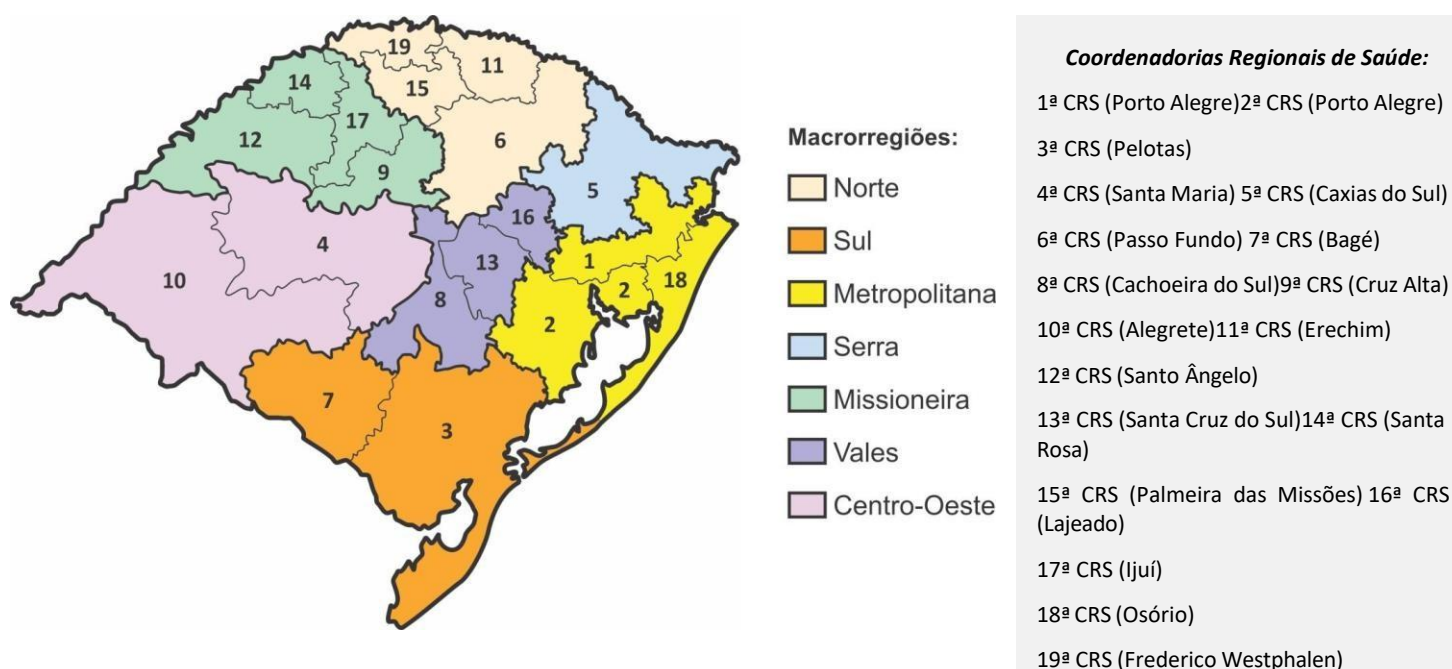 19
11
14
15
17
12
6
9
5
16
4
13
1
10
18
2
8
2
7
3
Macrorregiões:
Norte
Sul
Metropolitana
Serra
Missioneira
Vales
Centro-Oeste
Coordenadorias Regionais de Saúde:
1ª CRS (Porto Alegre)2ª CRS (Porto Alegre)
3ª CRS (Pelotas)
4ª CRS (Santa Maria) 5ª CRS (Caxias do Sul)
6ª CRS (Passo Fundo) 7ª CRS (Bagé)
8ª CRS (Cachoeira do Sul)9ª CRS (Cruz Alta)
10ª CRS (Alegrete)11ª CRS (Erechim)
12ª CRS (Santo Ângelo)
13ª CRS (Santa Cruz do Sul)14ª CRS (Santa
Rosa)
15ª CRS (Palmeira das Missões) 16ª CRS
(Lajeado)
17ª CRS (Ijuí)
18ª CRS (Osório)
19ª CRS (Frederico Westphalen)